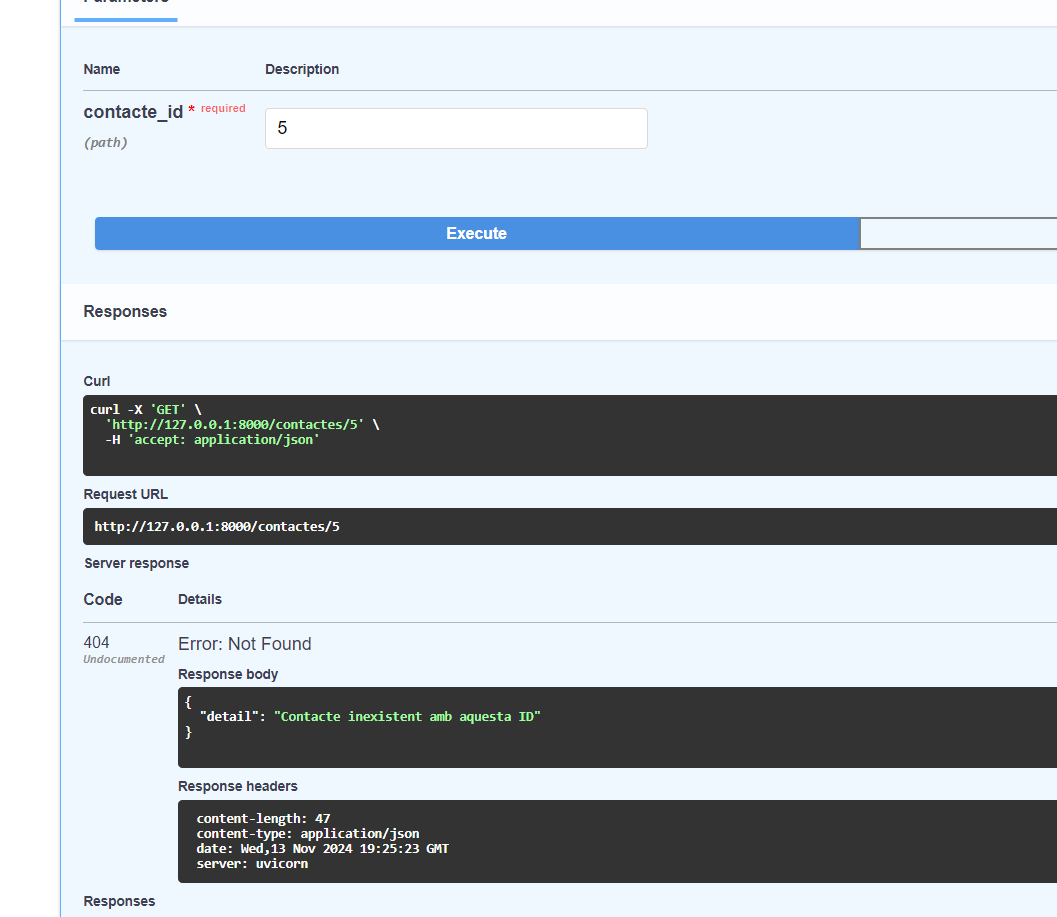 Parameters
Name Description
contacte_id * required
(path)
5
Execute
Responses
Curl
curl -X 'GET' \
'http://127.0.0.1:8000/contactes/5' \
-H 'accept: application/json'
Request URL
http://127.0.0.1:8000/contactes/5
Server response
Code Details
404 Error: Not Found
Undocumented
Response body
{
"detail": "Contacte inexistent amb aquesta ID"
}
Response headers
content-length: 47
content-type: application/json
date: Wed,13 Nov 2024 19:25:23 GMT
server: uvicorn
Responses